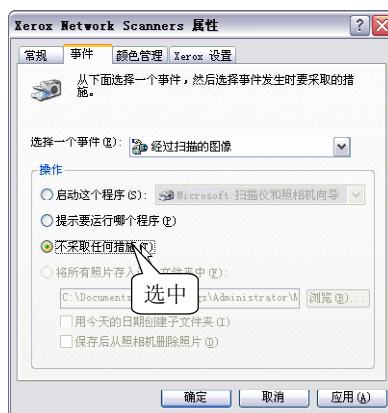 Xerox Network Scanners 属性
常规 事件 颜色管理 Xerox 设置
从下面选择一个事件，然后选择事件发生时要采取的措
施。
选择一个事件(E): 经过扫描的图像
操作
启动这个程序(S): Microsoft 扫描仪和照相机向导
提示要运行哪个程序(P)
不采取任何措施
选中
将所有照片存入 文件夹中(F):
C:\Documents gs\Administrator\M 浏览(B)...
用今天的日期创建子文件夹(I)
保存后从照相机删除照片(D)
确定 取消 应用(A)